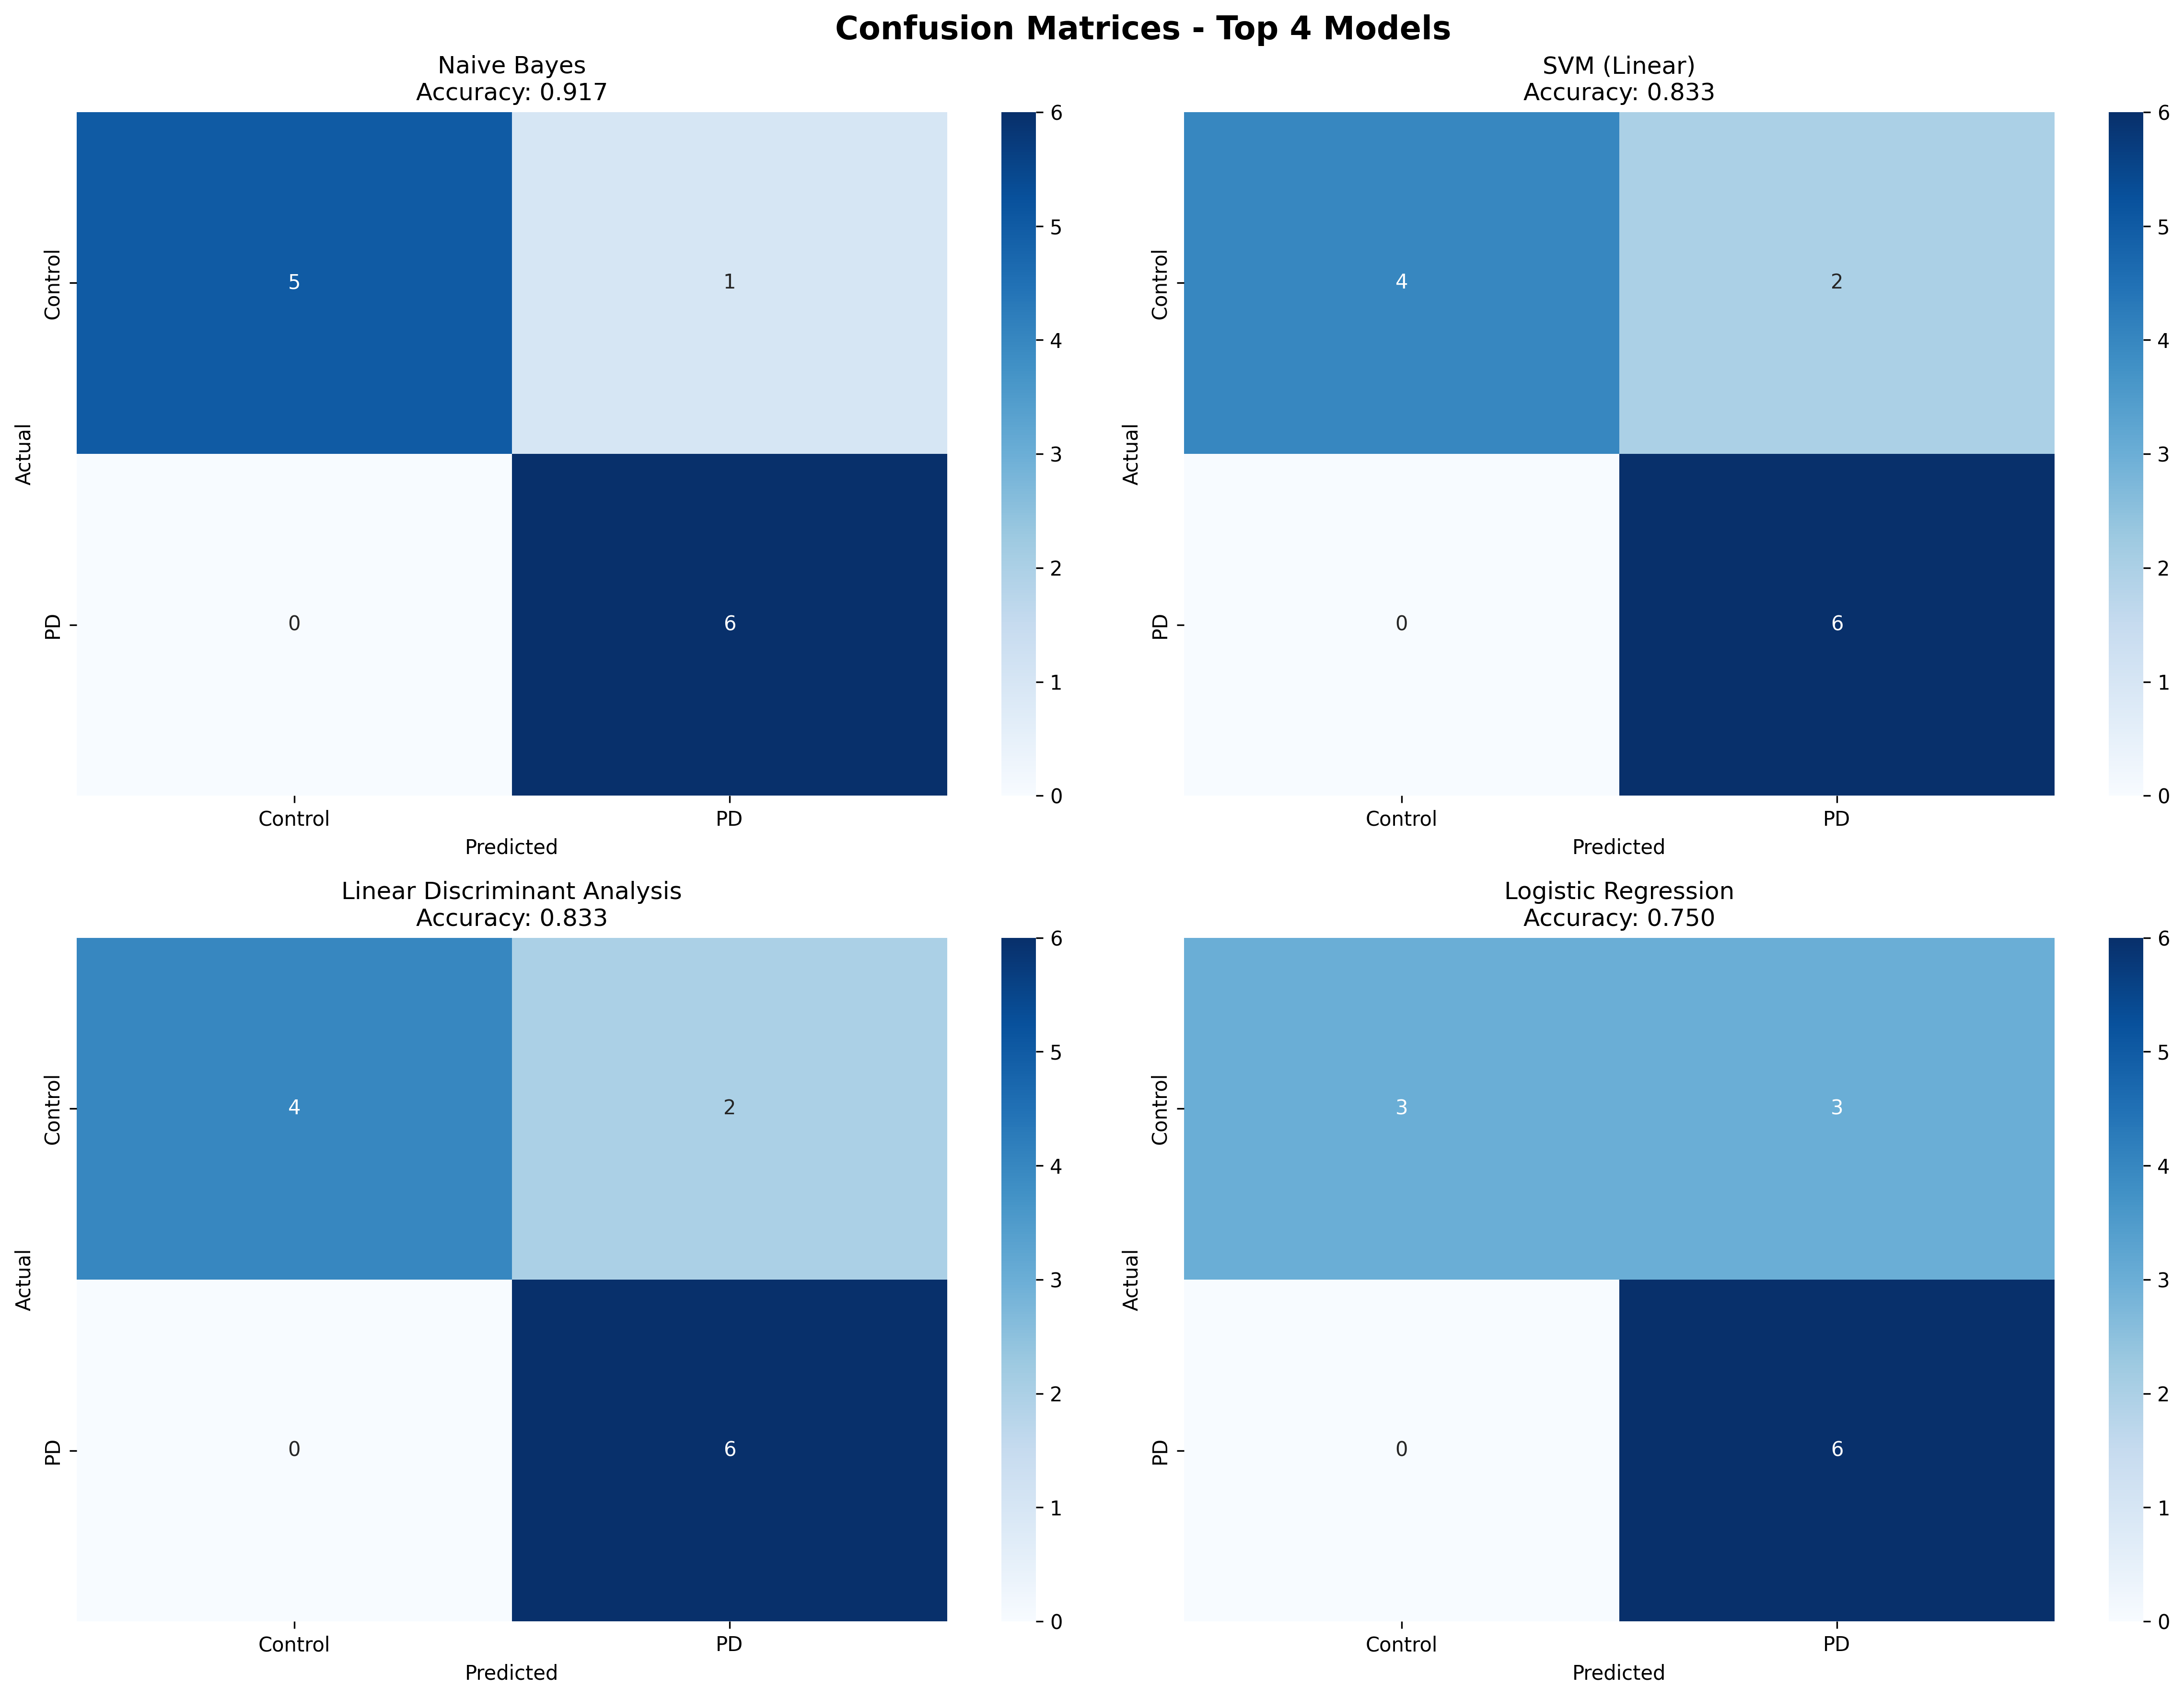 Confusion Matrices - Top 4 Models
Naive Bayes
Accuracy: 0.917
Actual
Control
PD
5
1
0
6
Control
PD
Predicted
6
5
4
3
2
1
0
SVM (Linear)
Accuracy: 0.833
Actual
Control
PD
4
2
0
6
Control
PD
Predicted
6
5
4
3
2
1
0
Linear Discriminant Analysis
Accuracy: 0.833
Actual
Control
PD
4
2
0
6
Control
PD
Predicted
6
5
4
3
2
1
0
Logistic Regression
Accuracy: 0.750
Actual
Control
PD
3
3
0
6
Control
PD
Predicted
6
5
4
3
2
1
0